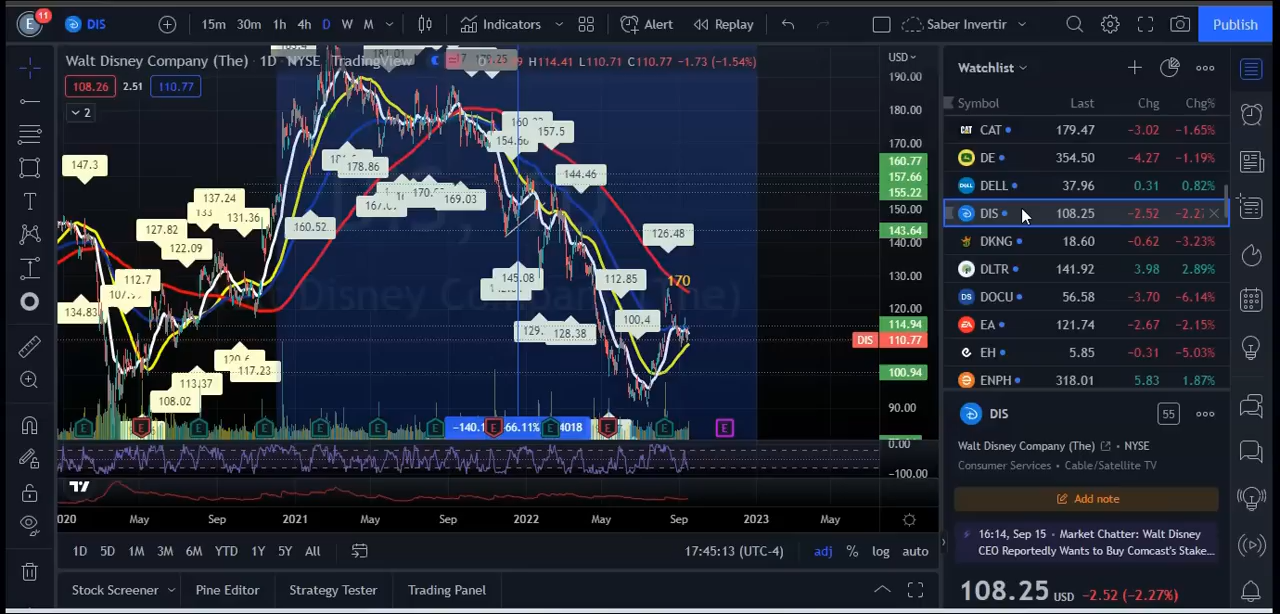 E 11 DIS 15m 30m 1h 4h D W M Indicators Alert Replay Saber Invertir Publish
Walt Disney Company (The) · 1D · NYSE TradingView H114.41 L110.71 C110.77 −1.73 (−1.54%)
108.26 2.51 110.77
2
USD
190.00
180.00
170.00
160.77
157.66
155.22
150.00
143.64
140.00
130.00
120.00
114.94
DIS 110.77
100.94
90.00
0.00
−100.00
181.01
179.25
147.3
137.24
131.36
127.82
122.09
112.7
134.83
113.37
117.23
108.02
160.52
178.86
169.03
154.66
157.5
144.46
145.08
128.38
126.48
170
112.85
100.4
E E E E E E E E E E E E
−140.1 66.11% 4018
2020 May Sep 2021 May Sep 2022 May Sep 2023 May
1D 5D 1M 3M 6M YTD 1Y 5Y All 17:45:13 (UTC-4) adj % log auto
Stock Screener Pine Editor Strategy Tester Trading Panel
Watchlist
Symbol Last Chg Chg%
CAT 179.47 −3.02 −1.65%
DE 354.50 −4.27 −1.19%
DELL 37.96 0.31 0.82%
DIS 108.25 −2.52 −2.27
DKNG 18.60 −0.62 −3.23%
DLTR 141.92 3.98 2.89%
DOCU 56.58 −3.70 −6.14%
EA 121.74 −2.67 −2.15%
EH 5.85 −0.31 −5.03%
ENPH 318.01 5.83 1.87%
DIS 55
Walt Disney Company (The) • NYSE
Consumer Services • Cable/Satellite TV
Add note
16:14, Sep 15 • Market Chatter: Walt Disney
CEO Reportedly Wants to Buy Comcast's Stake...
108.25 USD −2.52 (−2.27%)